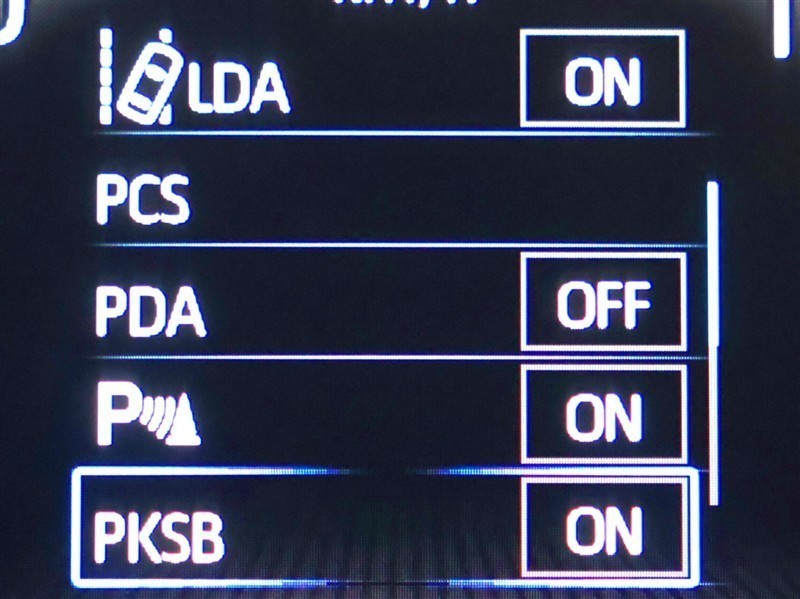 LDA ON
PCS
PDA OFF
P ON
PKSB ON